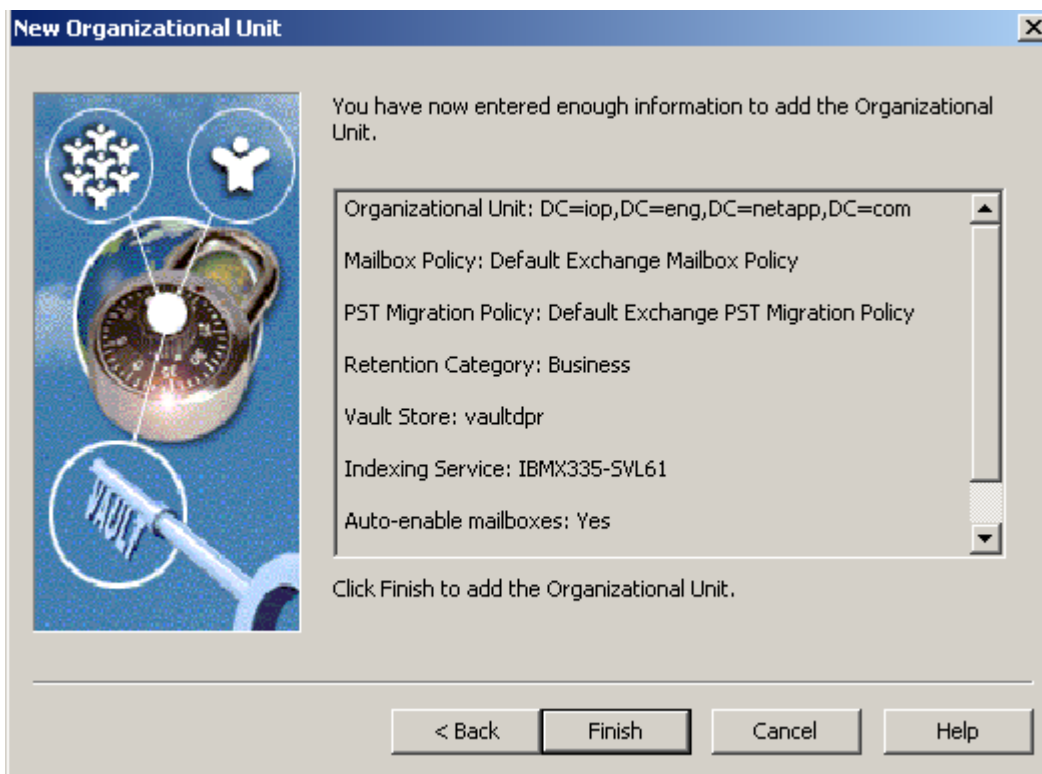 New Organizational Unit
You have now entered enough information to add the Organizational
Unit.
Organizational Unit: DC=iop,DC=eng,DC=netapp,DC=com
Mailbox Policy: Default Exchange Mailbox Policy
PST Migration Policy: Default Exchange PST Migration Policy
Retention Category: Business
Vault Store: vaultdpr
Indexing Service: IBMX335-SVL61
Auto-enable mailboxes: Yes
VAULT
Click Finish to add the Organizational Unit.
< Back
Finish
Cancel
Help